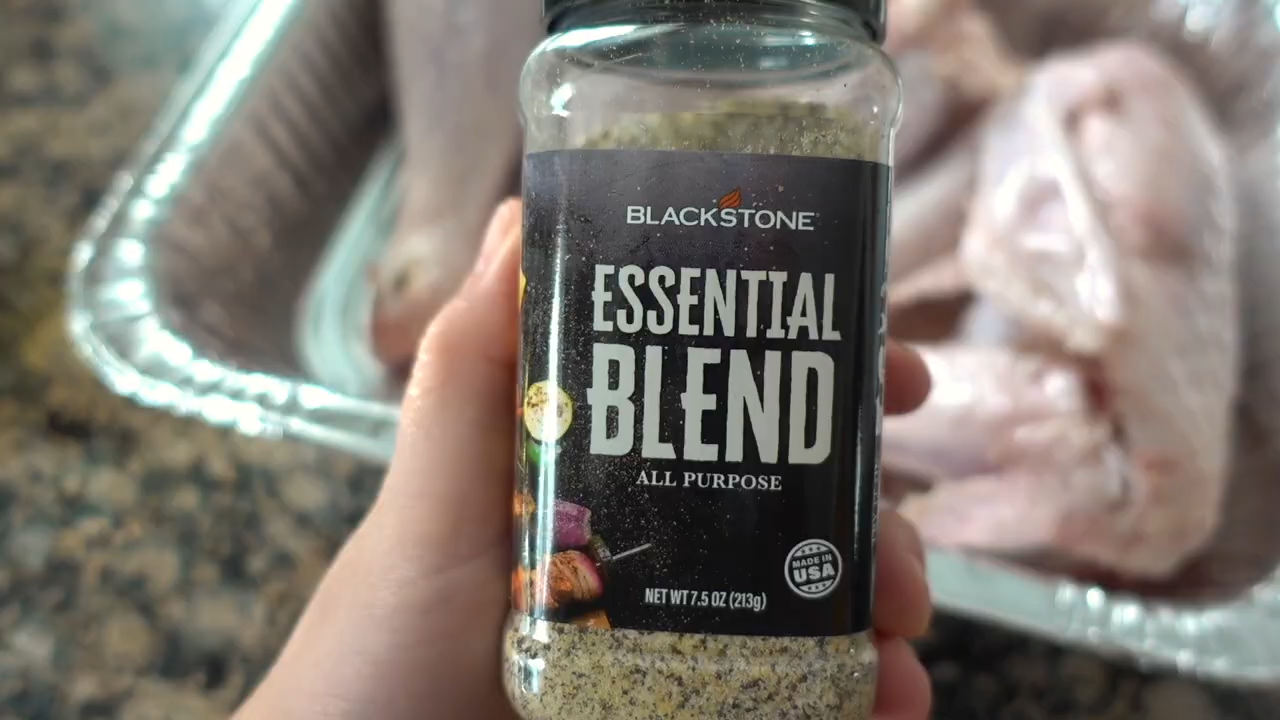 BLACKSTONE
ESSENTIAL
BLEND
ALL PURPOSE
MADE IN
USA
NET WT 7.5 OZ (213g)